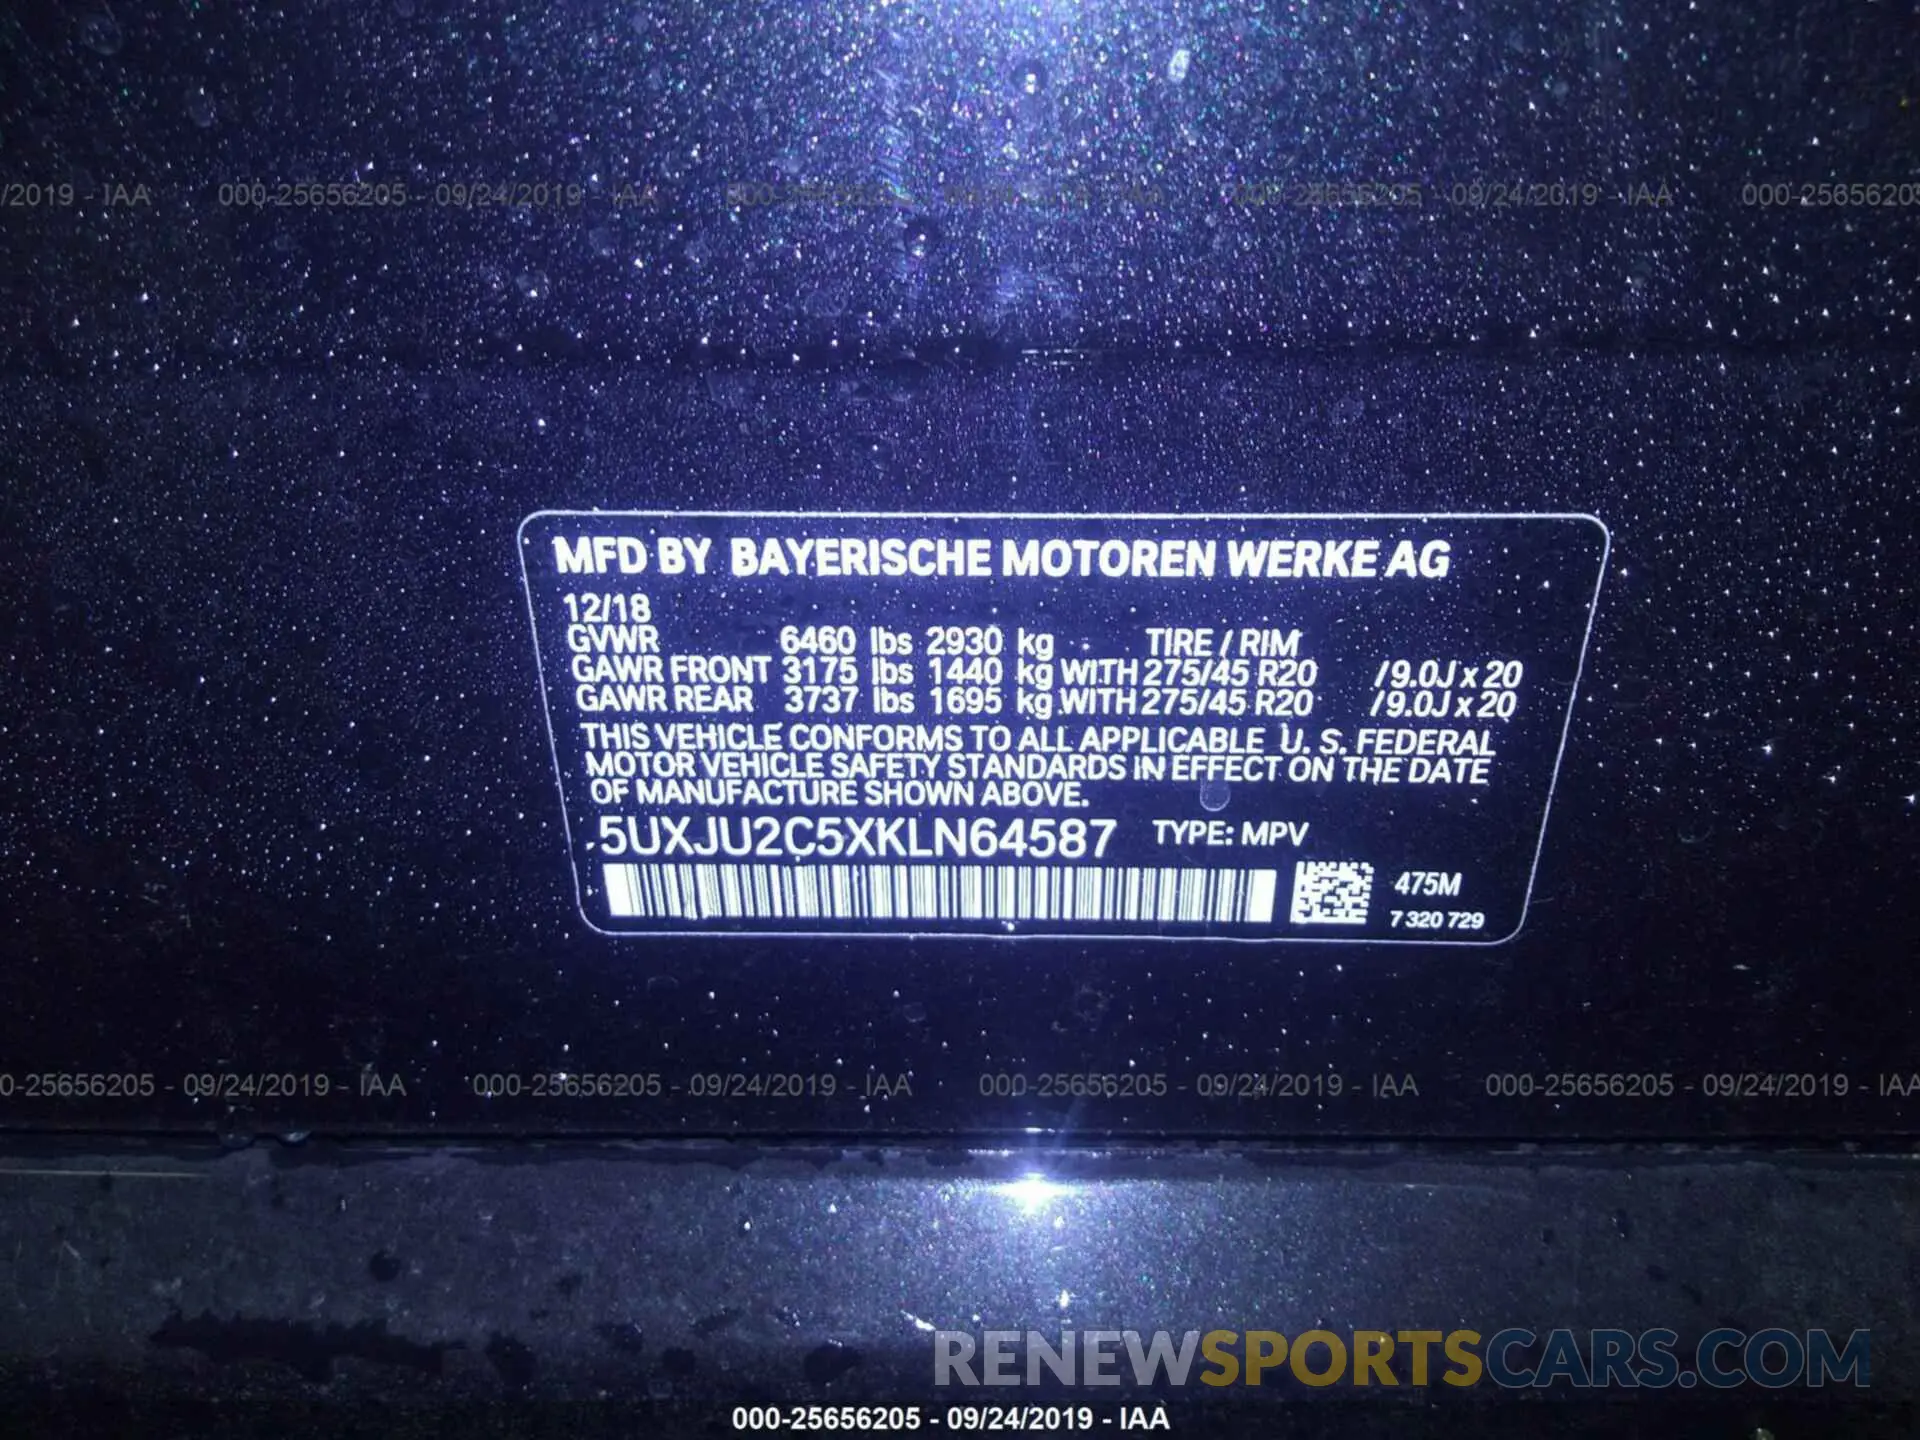 /2019 - IAA 000-25656205 - 09/24/2019 - IAA 000-25656205 - 09/24/2019 - IAA 000-25656205 - 09/24/2019 - IAA 000-2565620
MFD BY BAYERISCHE MOTOREN WERKE AG
12/18
GVWR 6460 lbs 2930 kg TIRE / RIM
GAWR FRONT 3175 lbs 1440 kg WITH 275/45 R20 /9.0J x 20
GAWR REAR 3737 lbs 1695 kg WITH 275/45 R20 /9.0J x 20
THIS VEHICLE CONFORMS TO ALL APPLICABLE U. S. FEDERAL
MOTOR VEHICLE SAFETY STANDARDS IN EFFECT ON THE DATE
OF MANUFACTURE SHOWN ABOVE.
5UXJU2C5XKLN64587 TYPE: MPV
475M
7 320 729
0-25656205 - 09/24/2019 - IAA 000-25656205 - 09/24/2019 - IAA 000-25656205 - 09/24/2019 - IAA 000-25656205 - 09/24/2019 - IAA
RENEWSPORTSCARS.COM
000-25656205 - 09/24/2019 - IAA